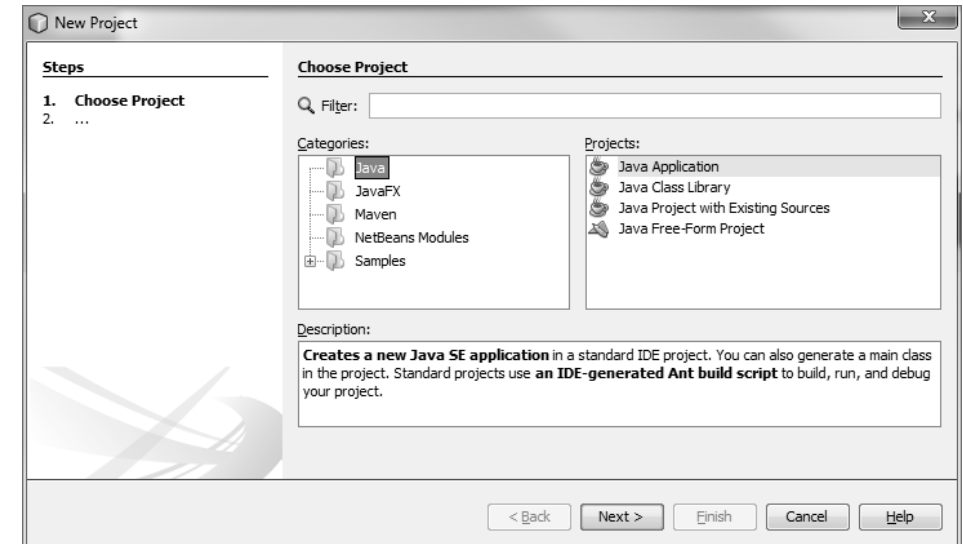 New Project
Steps
1. Choose Project
2. ...
Choose Project
Filter:
Categories:
Java
JavaFX
Maven
NetBeans Modules
Samples
Projects:
Java Application
Java Class Library
Java Project with Existing Sources
Java Free-Form Project
Description:
Creates a new Java SE application in a standard IDE project. You can also generate a main class
in the project. Standard projects use an IDE-generated Ant build script to build, run, and debug
your project.
< Back Next > Finish Cancel Help